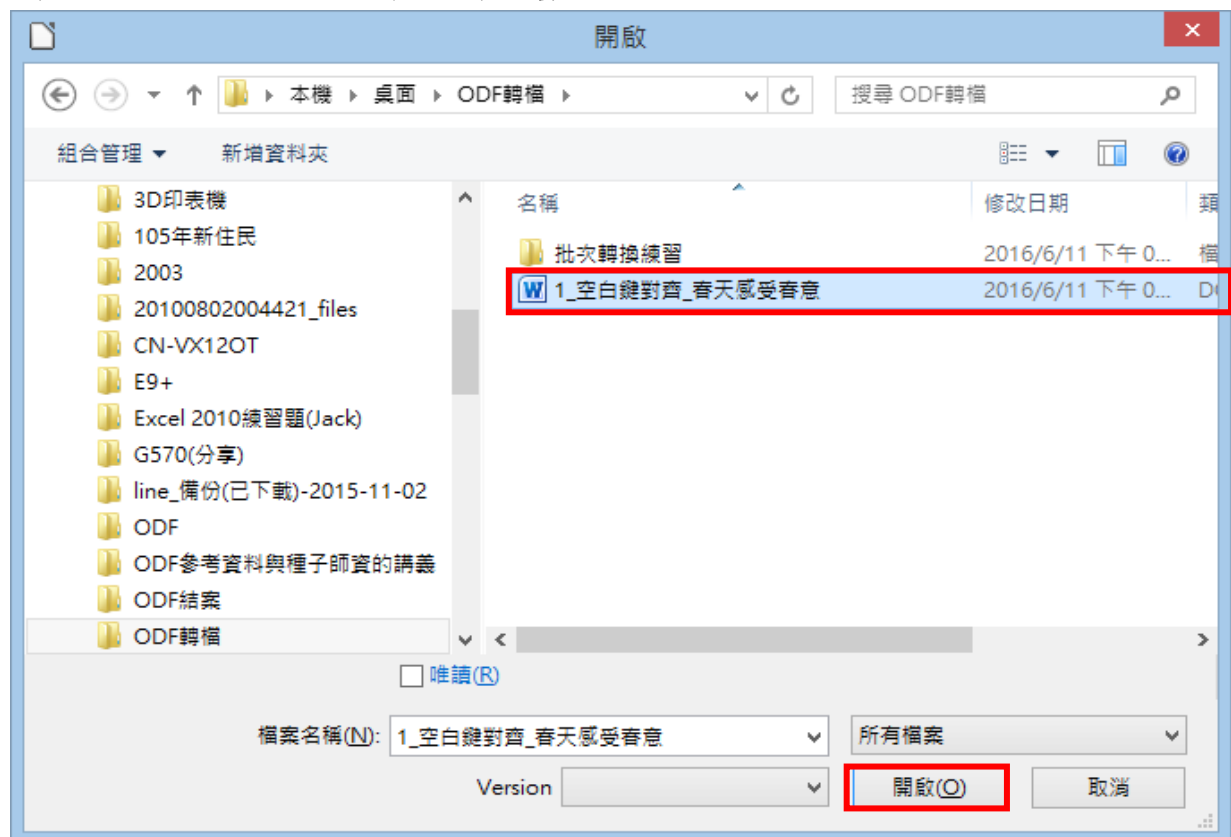 開啟
本機 桌面 ODF轉檔
搜尋 ODF轉檔
組合管理 新增資料夾
名稱 修改日期 類
3D印表機
105年新住民
2003
20100802004421_files
CN-VX12OT
E9+
Excel 2010練習題(Jack)
G570(分享)
line_備份(已下載)-2015-11-02
ODF
ODF參考資料與種子師資的講義
ODF結案
ODF轉檔
批次轉換練習 2016/6/11 下午 0... 檔
1_空白鍵對齊_春天感受春意 2016/6/11 下午 0... DO
唯讀(R)
檔案名稱(N): 1_空白鍵對齊_春天感受春意 所有檔案
Version 開啟(O) 取消